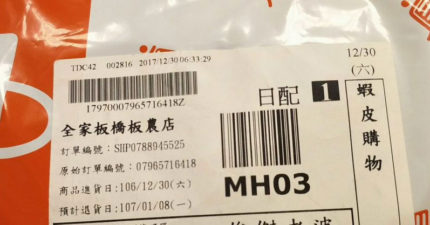 TDC42 002816 2017/12/30 06:33:29
12/30
(六)
17970007965716418Z
日配 1
蝦皮購物
全家板橋板農店
訂單編號：SHP0788945525
原始訂單編號：07965716418
商品進貨日：106/12/30(六)
預計退貨日：107/01/08(一)
MH03